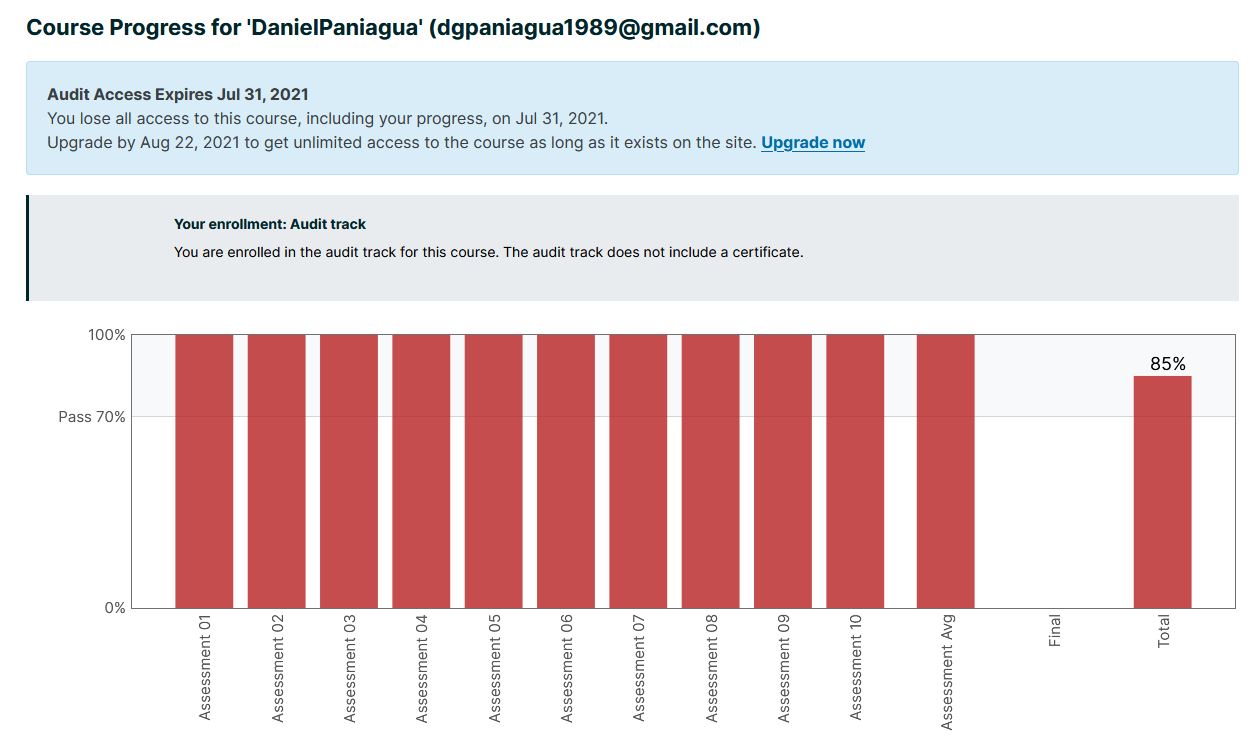 Course Progress for 'DanielPaniagua' (dgpaniagua1989@gmail.com)
Audit Access Expires Jul 31, 2021
You lose all access to this course, including your progress, on Jul 31, 2021.
Upgrade by Aug 22, 2021 to get unlimited access to the course as long as it exists on the site. Upgrade now
Your enrollment: Audit track
You are enrolled in the audit track for this course. The audit track does not include a certificate.
100%
85%
Pass 70%
0%
Assessment 01
Assessment 02
Assessment 03
Assessment 04
Assessment 05
Assessment 06
Assessment 07
Assessment 08
Assessment 09
Assessment 10
Assessment Avg
Final
Total